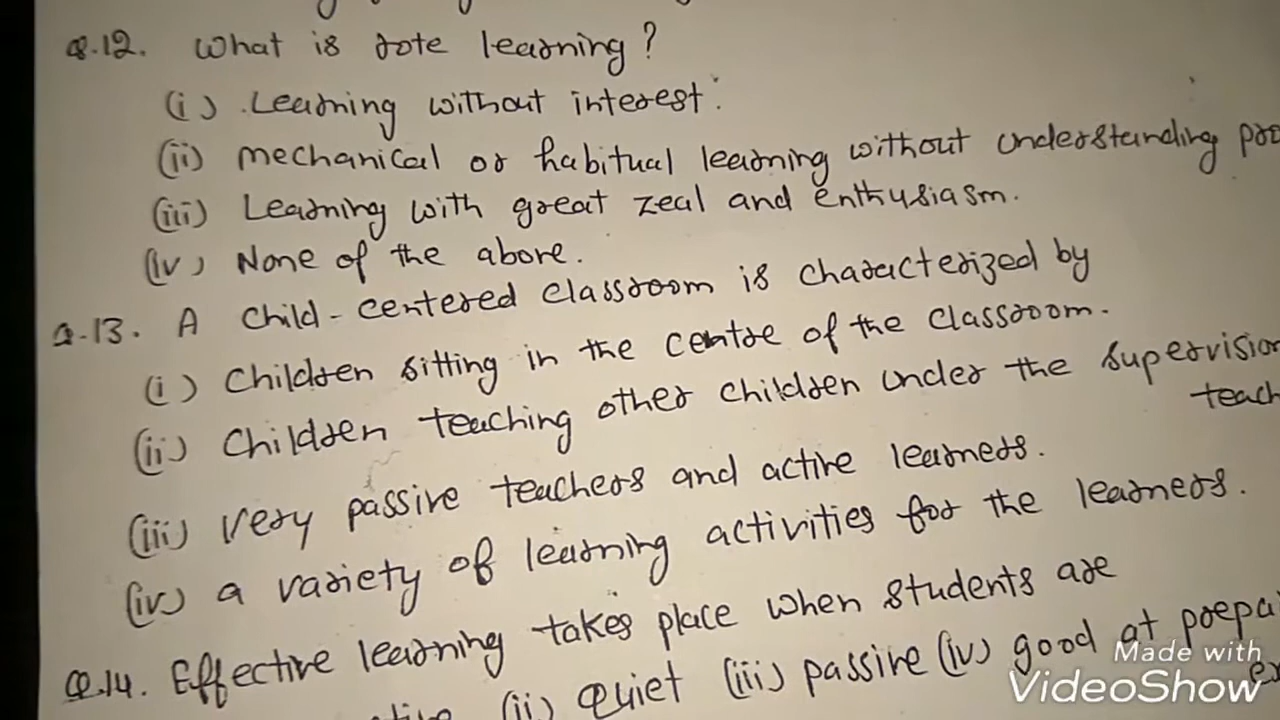 Q.12. What is rote learning?
(i) Learning without interest.
(ii) mechanical or habitual learning without understanding
(iii) Learning with great zeal and enthusiasm.
(iv) None of the above.
Q.13. A Child-centered classroom is characterized by
(i) Children sitting in the centre of the classroom.
(ii) Children teaching other children under the supervision
teach
(iii) very passive teachers and active learners.
(iv) a variety of learning activities for the learners.
Q.14. Effective learning takes place when students are
(ii) Quiet (iii) passive (iv) good at prepa
Made with
VideoShow